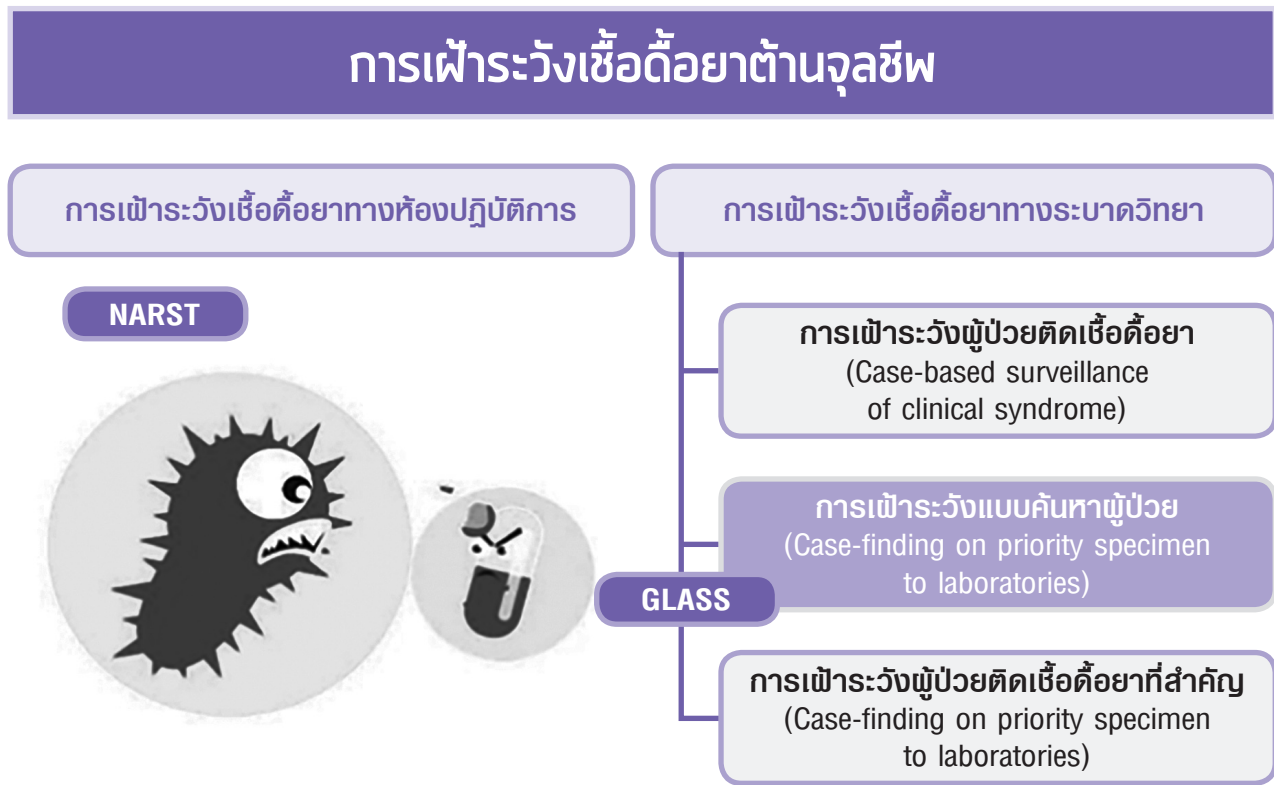 การเฝ้าระวังเชื้อดื้อยาต้านจุลชีพ
การเฝ้าระวังเชื้อดื้อยาทางห้องปฏิบัติการ
NARST
การเฝ้าระวังเชื้อดื้อยาทางระบาดวิทยา
การเฝ้าระวังผู้ป่วยติดเชื้อดื้อยา
(Case-based surveillance
of clinical syndrome)
การเฝ้าระวังแบบค้นหาผู้ป่วย
(Case-finding on priority specimen
to laboratories)
GLASS
การเฝ้าระวังผู้ป่วยติดเชื้อดื้อยาที่สำคัญ
(Case-finding on priority specimen
to laboratories)